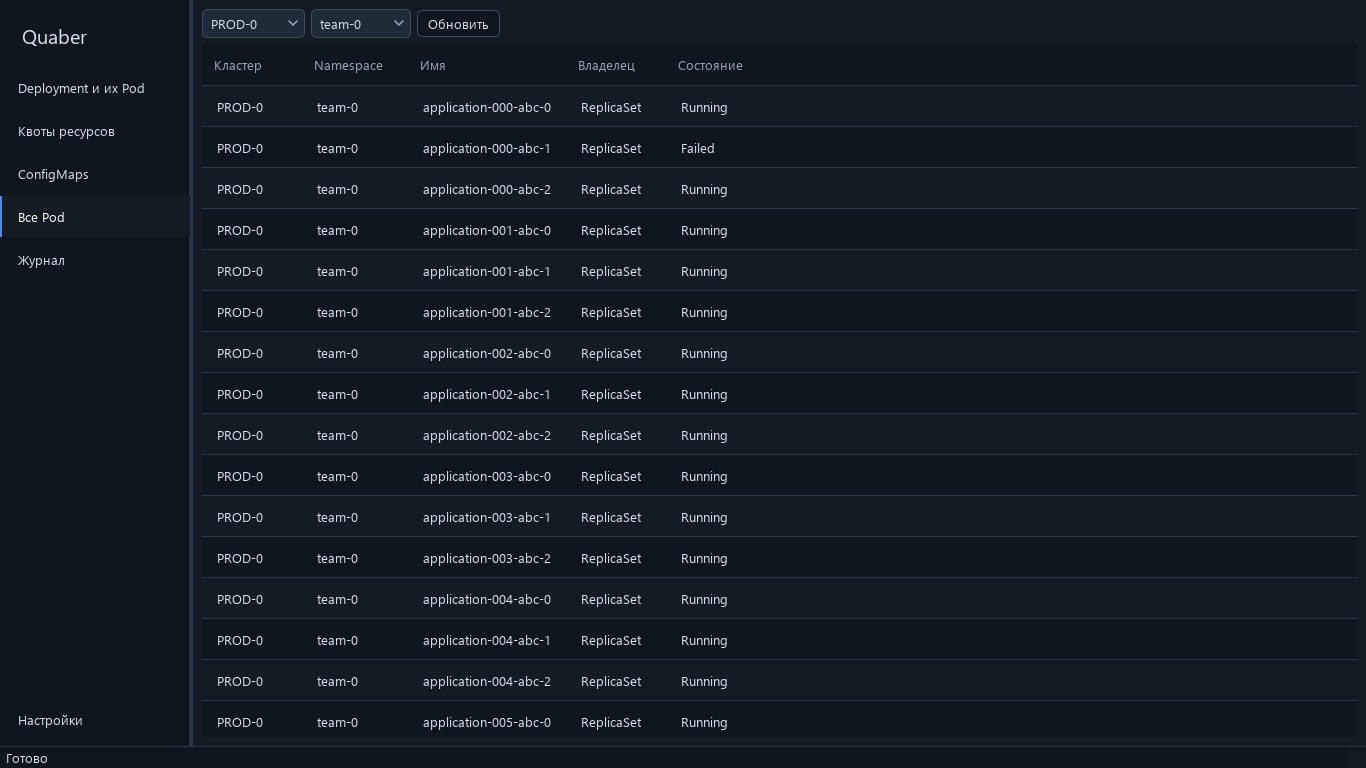 Quaber
Deployment и их Pod
Квоты ресурсов
ConfigMaps
Все Pod
Журнал
Настройки
PROD-0 team-0 Обновить
Кластер Namespace Имя Владелец Состояние
PROD-0 team-0 application-000-abc-0 ReplicaSet Running
PROD-0 team-0 application-000-abc-1 ReplicaSet Failed
PROD-0 team-0 application-000-abc-2 ReplicaSet Running
PROD-0 team-0 application-001-abc-0 ReplicaSet Running
PROD-0 team-0 application-001-abc-1 ReplicaSet Running
PROD-0 team-0 application-001-abc-2 ReplicaSet Running
PROD-0 team-0 application-002-abc-0 ReplicaSet Running
PROD-0 team-0 application-002-abc-1 ReplicaSet Running
PROD-0 team-0 application-002-abc-2 ReplicaSet Running
PROD-0 team-0 application-003-abc-0 ReplicaSet Running
PROD-0 team-0 application-003-abc-1 ReplicaSet Running
PROD-0 team-0 application-003-abc-2 ReplicaSet Running
PROD-0 team-0 application-004-abc-0 ReplicaSet Running
PROD-0 team-0 application-004-abc-1 ReplicaSet Running
PROD-0 team-0 application-004-abc-2 ReplicaSet Running
PROD-0 team-0 application-005-abc-0 ReplicaSet Running
Готово